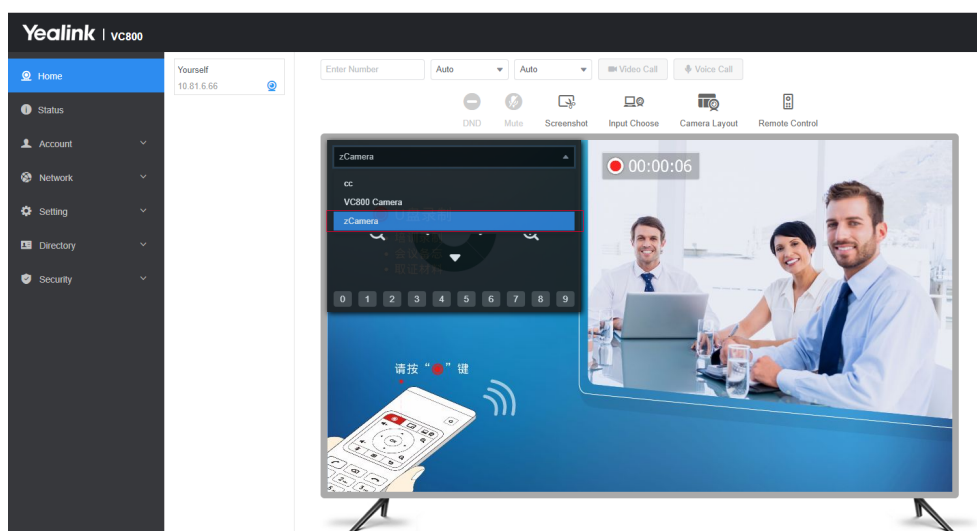 Yealink | VC800
Home
Status
Account
Network
Setting
Directory
Security
Yourself
10.81.6.66
Enter Number
Auto
Auto
Video Call
Voice Call
DND
Mute
Screenshot
Input Choose
Camera Layout
Remote Control
zCamera
cc
VC800 Camera
zCamera
00:00:06
0 1 2 3 4 5 6 7 8 9
请按 “ ” 键
OK